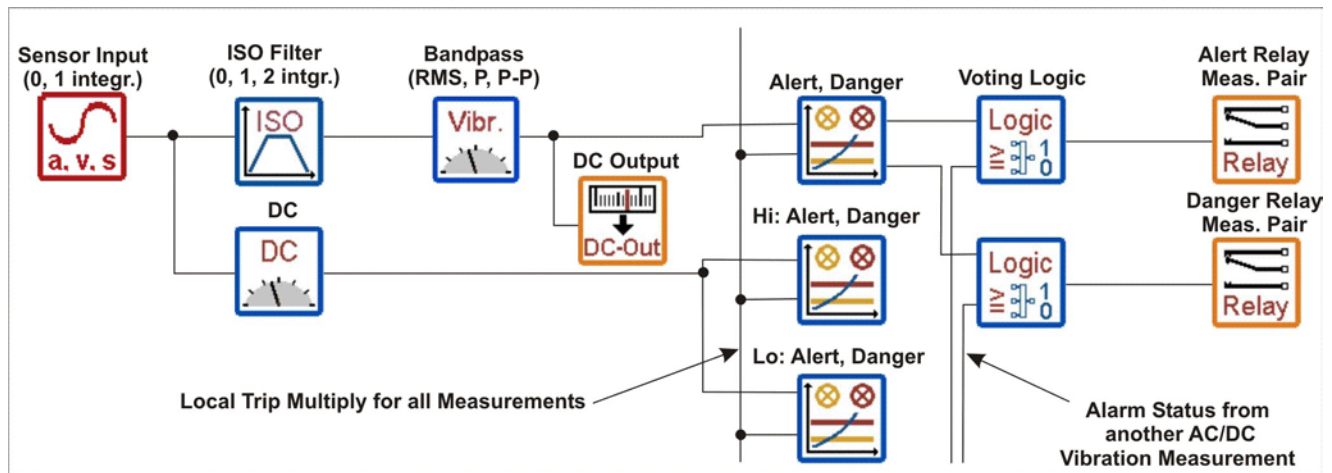 Sensor Input
(0, 1 integr.)
a, v, s
ISO Filter
(0, 1, 2 intgr.)
ISO
Bandpass
(RMS, P, P-P)
Vibr.
DC Output
DC-Out
DC
DC
Alert, Danger
Hi: Alert, Danger
Lo: Alert, Danger
Voting Logic
Logic
≥ 1
0
Logic
≥ 1
0
Alert Relay
Meas. Pair
Relay
Danger Relay
Meas. Pair
Relay
Local Trip Multiply for all Measurements
Alarm Status from
another AC/DC
Vibration Measurement